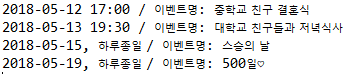 2018-05-12 17:00 / 이벤트명: 중학교 친구 결혼식
2018-05-13 19:30 / 이벤트명: 대학교 친구들과 저녁식사
2018-05-15, 하루종일 / 이벤트명: 스승의 날
2018-05-19, 하루종일 / 이벤트명: 500일♡